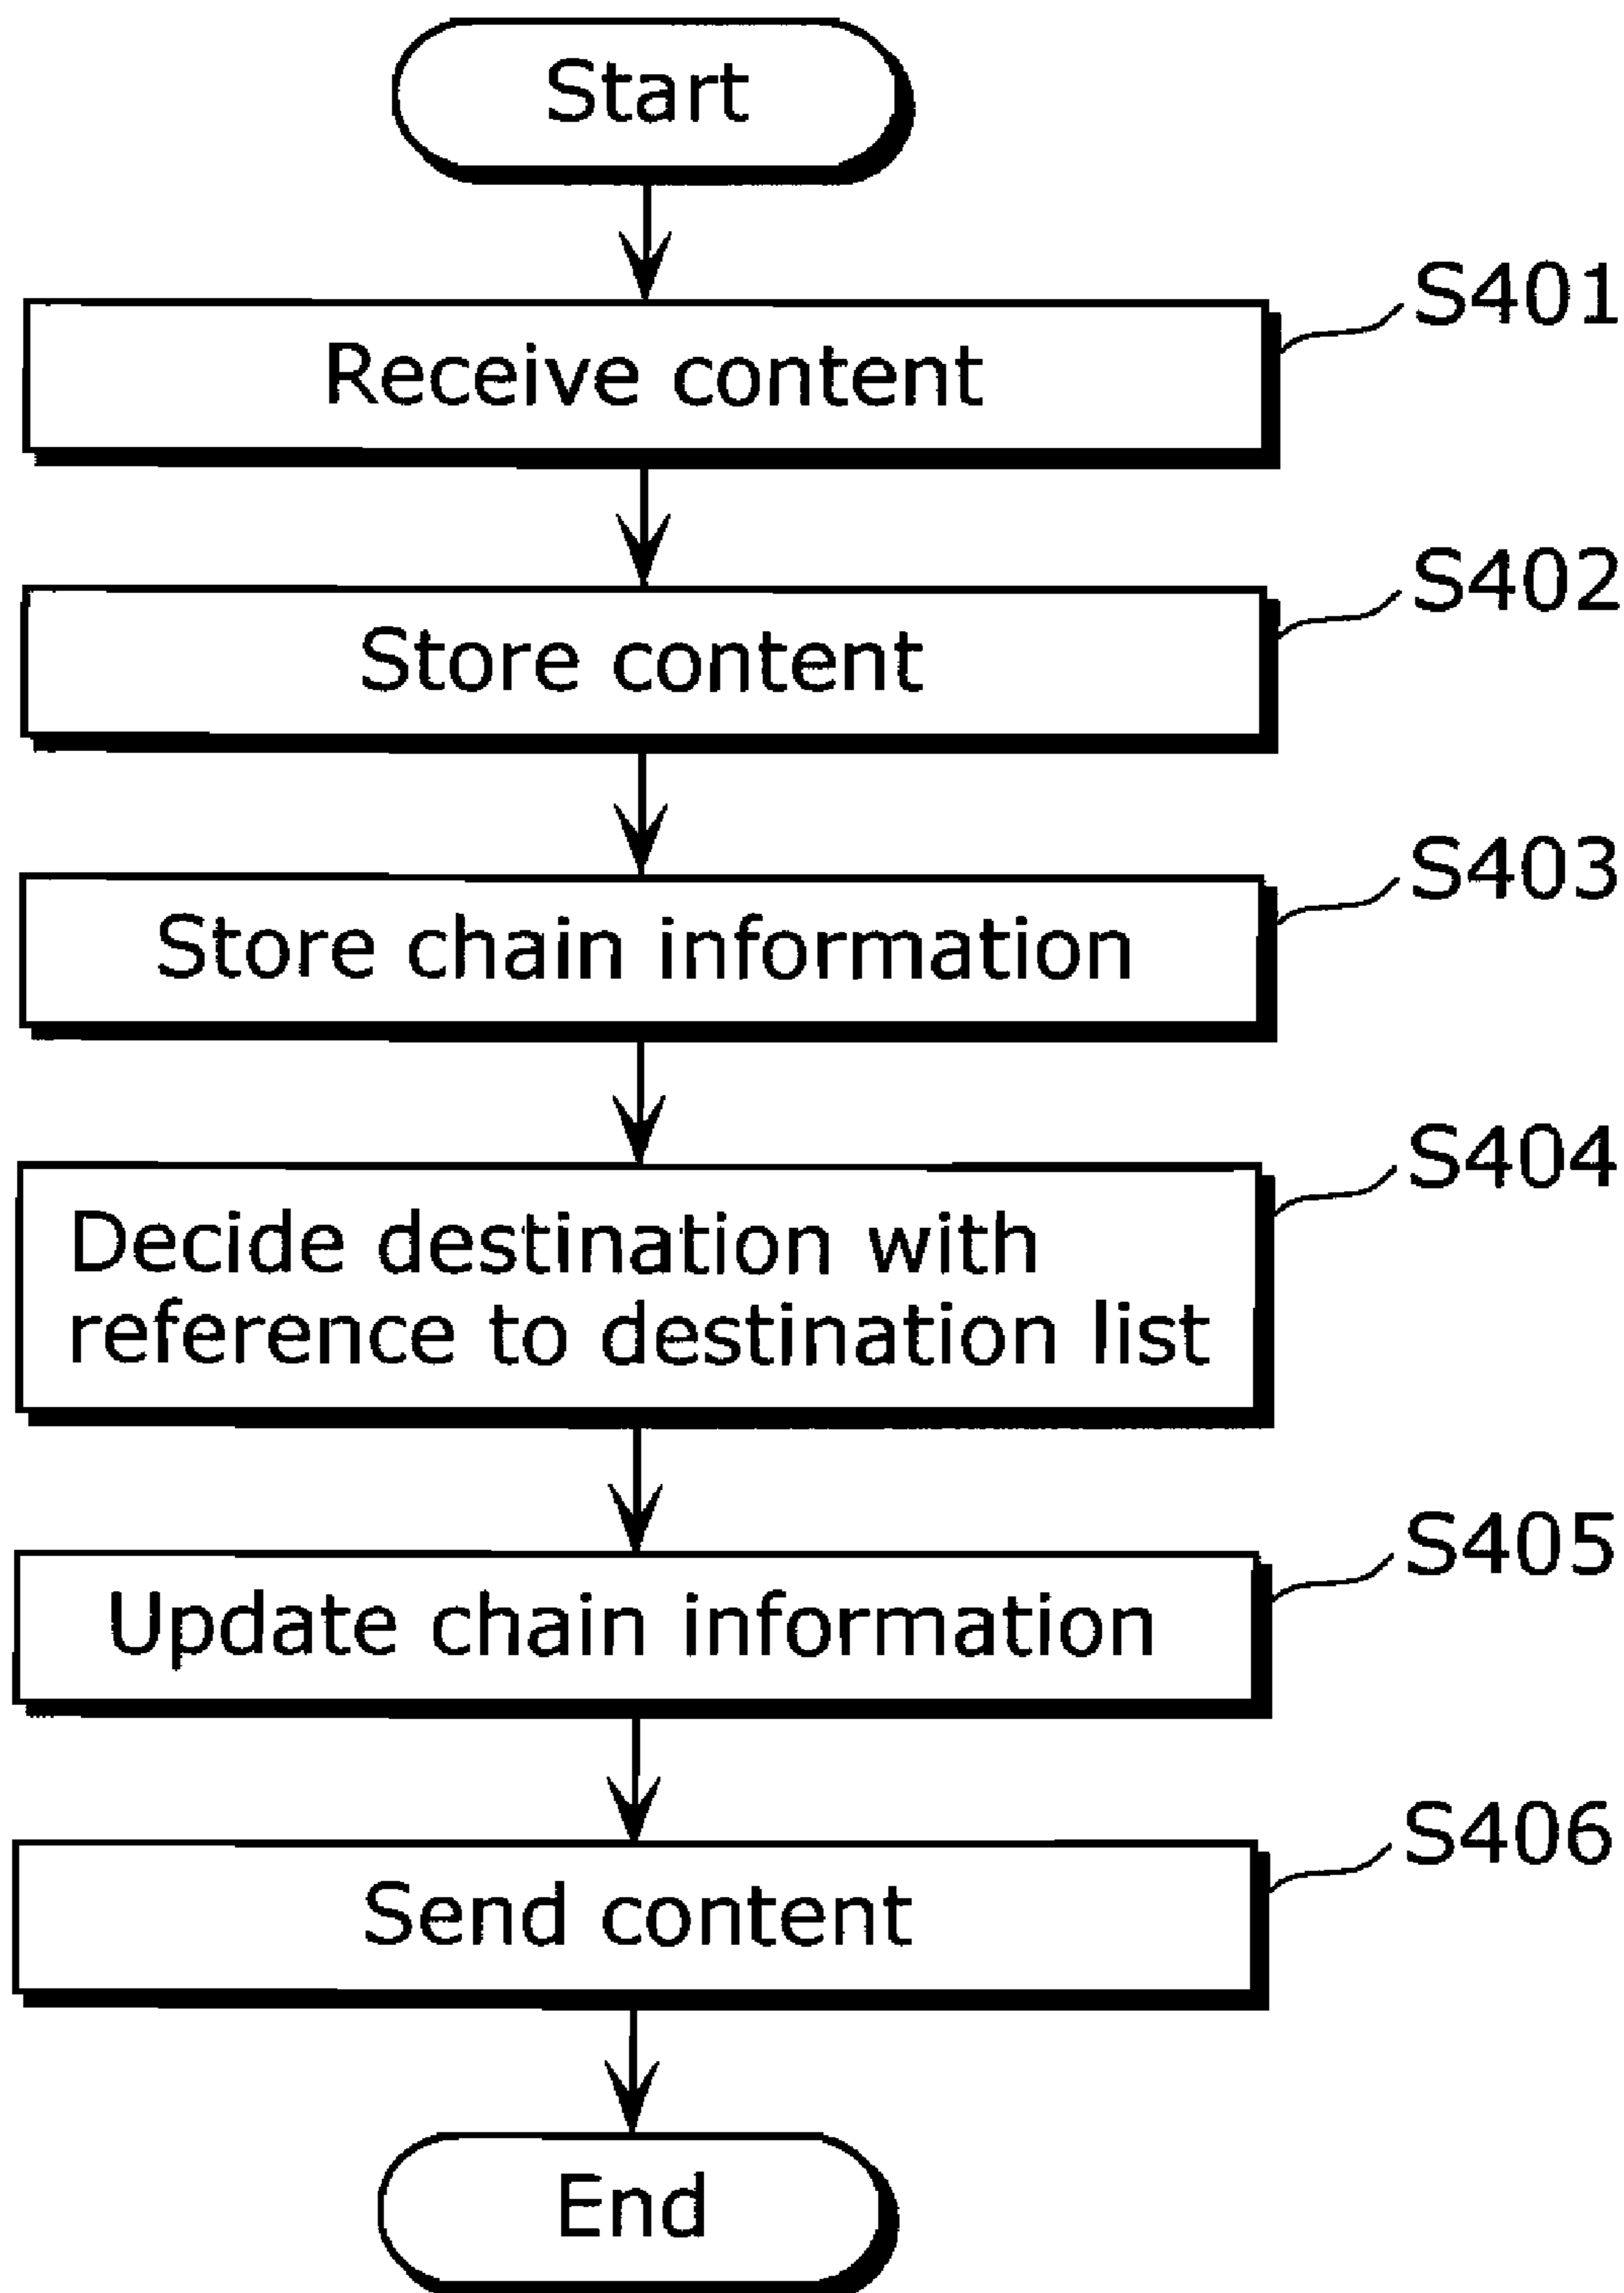 Start
S401
Receive content
S402
Store content
S403
Store chain information
S404
Decide destination with
reference to destination list
S405
Update chain information
S406
Send content
End